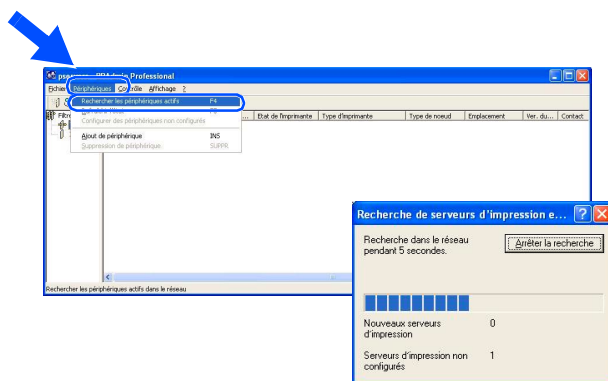 Professional
Fichier Périphériques Contrôle Affichage ?
Rechercher les périphériques actifs F4
Configurer des périphériques non configurés
Ajout de périphérique INS
Suppression de périphérique SUPPR
Filtre
... Etat de l'imprimante Type d'imprimante Type de noeud Emplacement Ver. du... Contact
Rechercher les périphériques actifs dans le réseau
Recherche de serveurs d'impression e...
Recherche dans le réseau
pendant 5 secondes.
Arrêter la recherche
Nouveaux serveurs
d'impression
0
Serveurs d'impression non
configurés
1